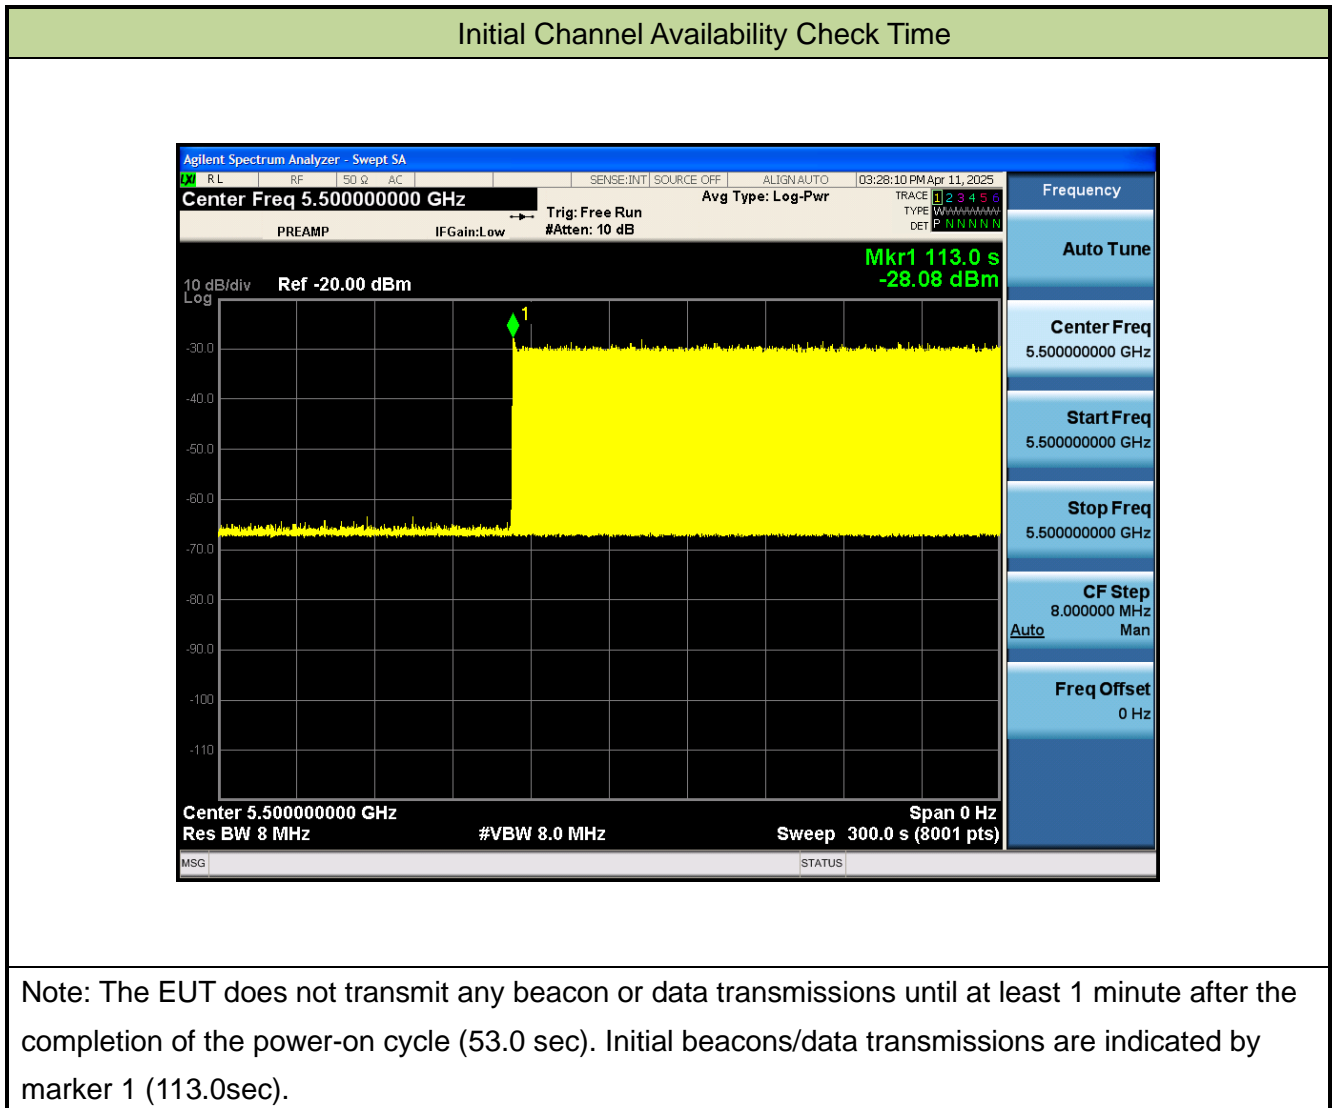 Initial Channel Availability Check Time
Agilent Spectrum Analyzer - Swept SA
LXI RL RF 50 Ω AC SENSE:INT SOURCE OFF ALIGN AUTO 03:28:10 PM Apr 11, 2025
Center Freq 5.500000000 GHz
Avg Type: Log-Pwr
TRACE 1 2 3 4 5 6
Trig: Free Run
TYPE
PREAMP IFGain:Low #Atten: 10 dB
DET P N N N N N
Mkr1 113.0 s
-28.08 dBm
10 dB/div Ref -20.00 dBm
Log
1
-30.0
-40.0
-50.0
-60.0
-70.0
-80.0
-90.0
-100
-110
Center 5.500000000 GHz Span 0 Hz
Res BW 8 MHz #VBW 8.0 MHz Sweep 300.0 s (8001 pts)
MSG STATUS
Frequency
Auto Tune
Center Freq
5.500000000 GHz
Start Freq
5.500000000 GHz
Stop Freq
5.500000000 GHz
CF Step
8.000000 MHz
Auto Man
Freq Offset
0 Hz
Note: The EUT does not transmit any beacon or data transmissions until at least 1 minute after the
completion of the power-on cycle (53.0 sec). Initial beacons/data transmissions are indicated by
marker 1 (113.0sec).